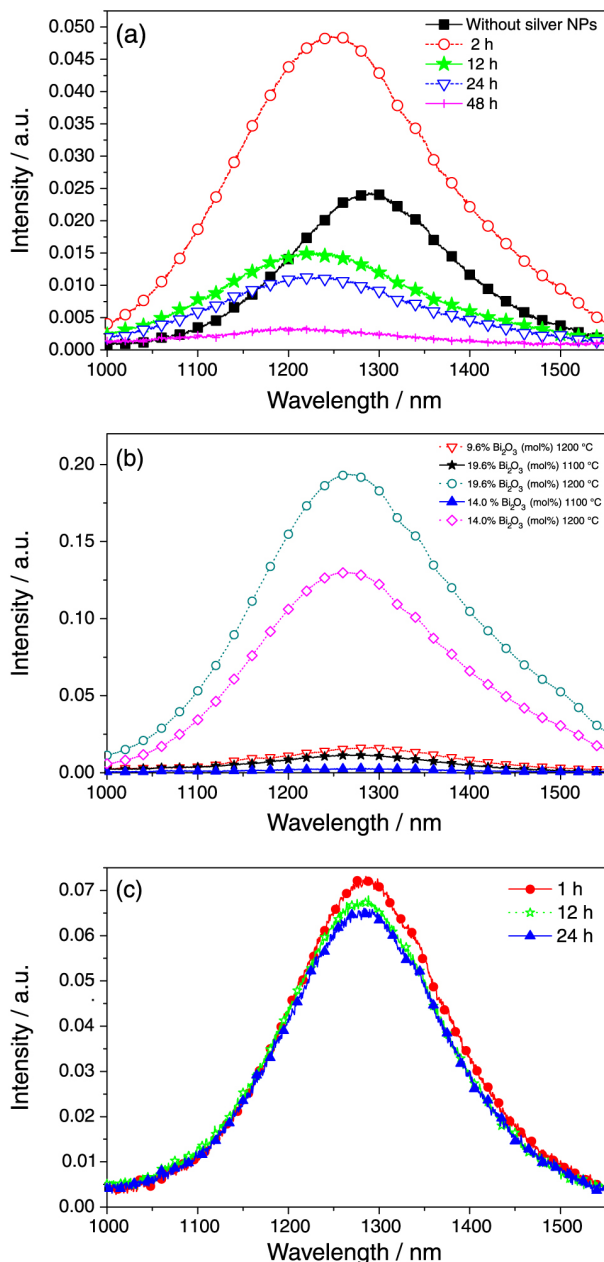 (a)
Without silver NPs
2 h
12 h
24 h
48 h
0.050
0.045
0.040
0.035
0.030
0.025
0.020
0.015
0.010
0.005
0.000
Intensity / a.u.
1000 1100 1200 1300 1400 1500
Wavelength / nm
(b)
9.6% Bi₂O₃ (mol%) 1200 °C
19.6% Bi₂O₃ (mol%) 1100 °C
19.6% Bi₂O₃ (mol%) 1200 °C
14.0 % Bi₂O₃ (mol%) 1100 °C
14.0% Bi₂O₃ (mol%) 1200 °C
0.20
0.15
0.10
0.05
0.00
Intensity / a.u.
1000 1100 1200 1300 1400 1500
Wavelength / nm
(c)
1 h
12 h
24 h
0.07
0.06
0.05
0.04
0.03
0.02
0.01
0.00
Intensity / a.u.
1000 1100 1200 1300 1400 1500
Wavelength / nm